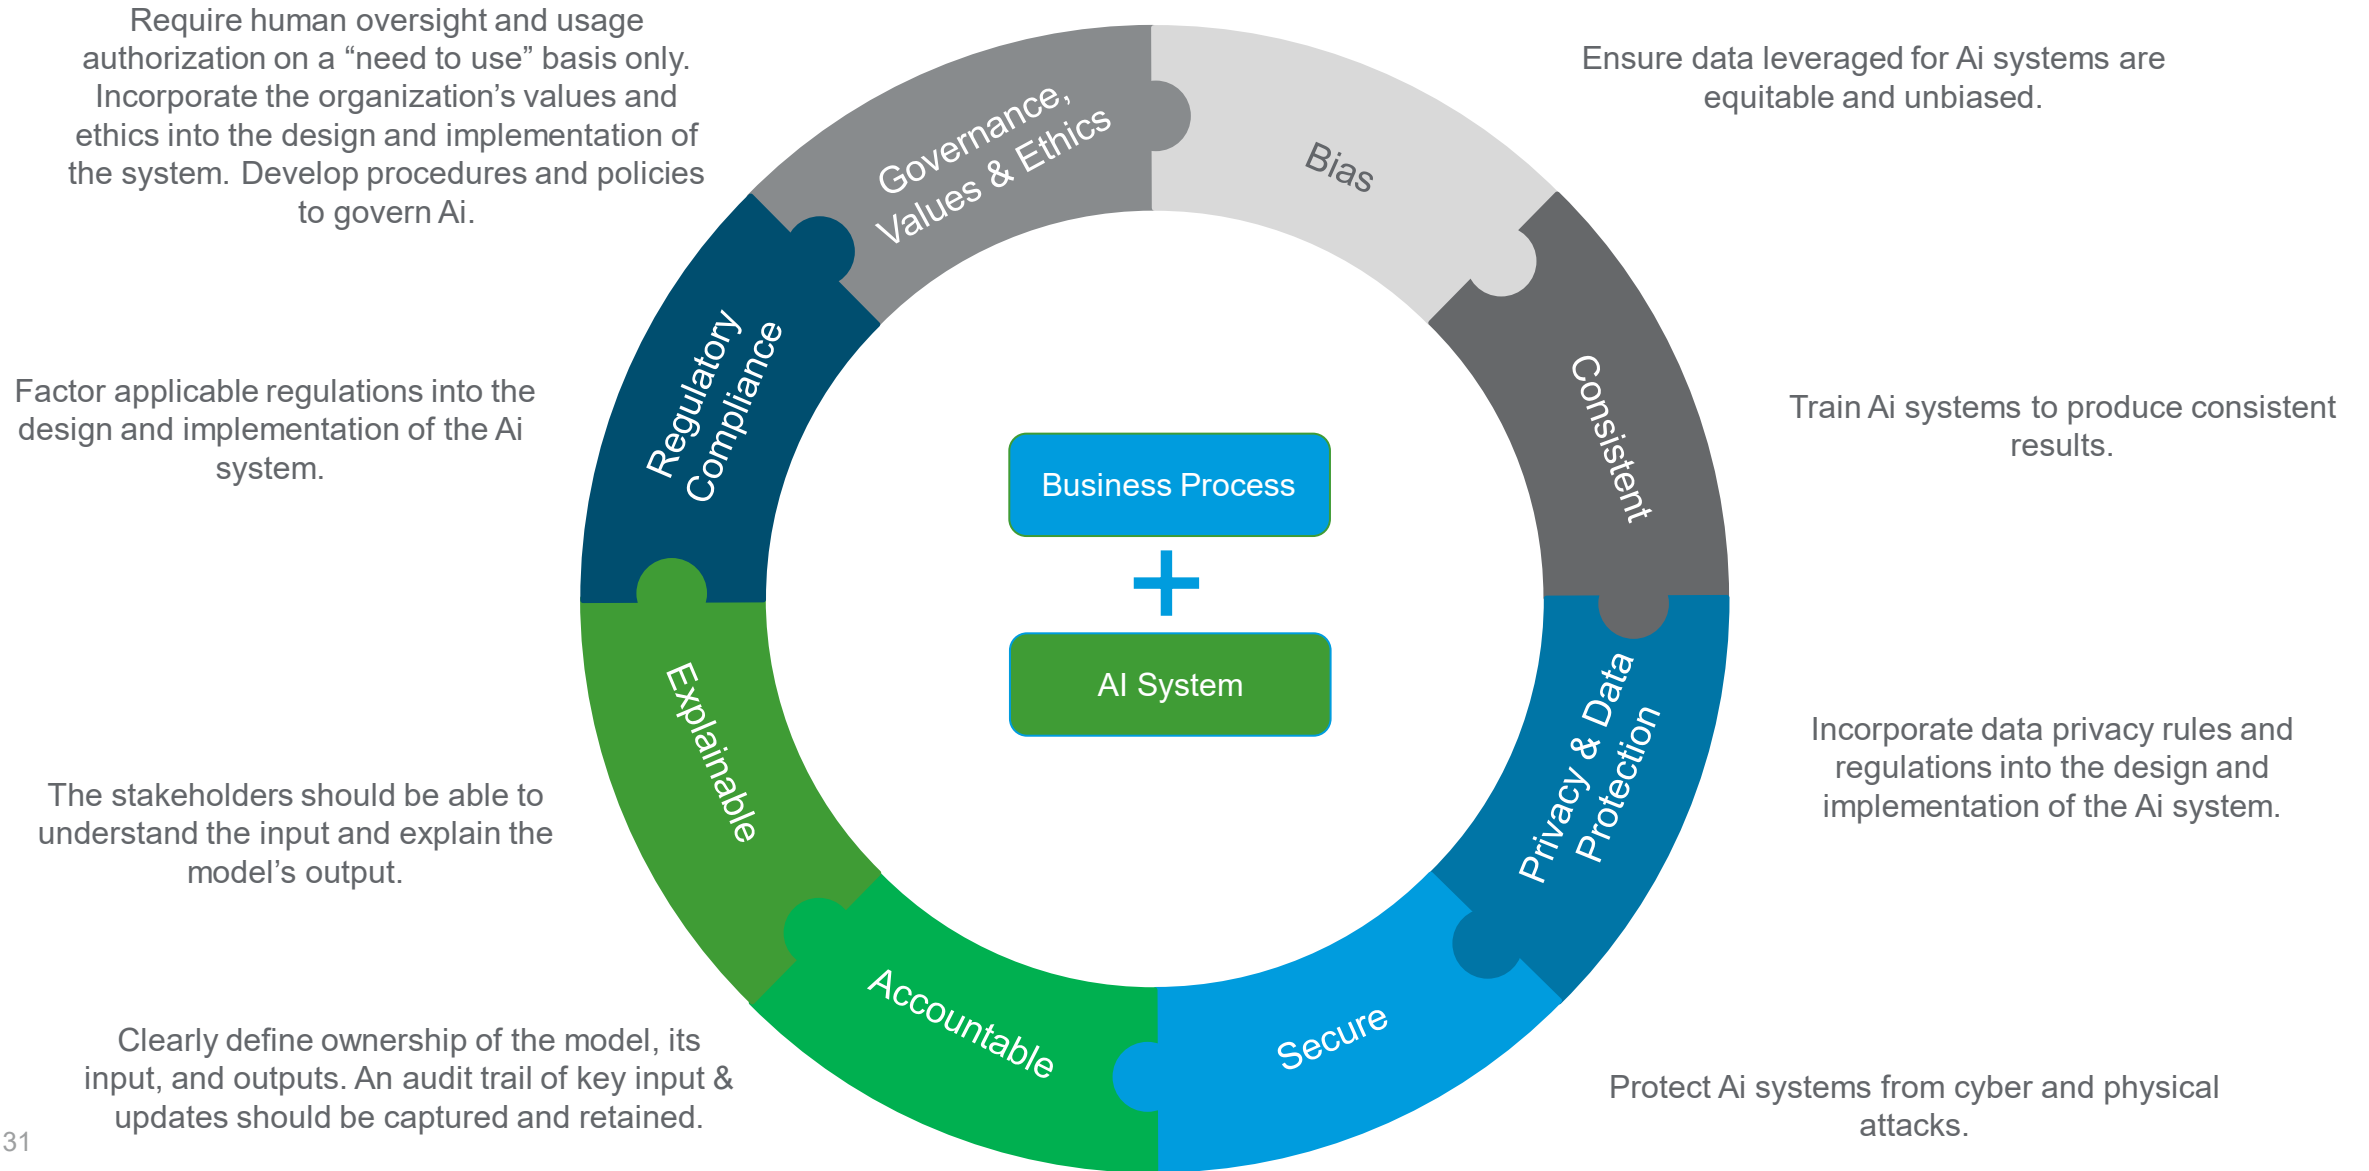 Require human oversight and usage
authorization on a “need to use” basis only.
Incorporate the organization’s values and
ethics into the design and implementation of
the system. Develop procedures and policies
to govern Ai.
Governance,
Values & Ethics
Bias
Ensure data leveraged for Ai systems are
equitable and unbiased.
Factor applicable regulations into the
design and implementation of the Ai
system.
Regulatory
Compliance
Consistent
Train Ai systems to produce consistent
results.
Business Process
+
AI System
The stakeholders should be able to
understand the input and explain the
model’s output.
Explainable
Privacy & Data
Protection
Incorporate data privacy rules and
regulations into the design and
implementation of the Ai system.
Clearly define ownership of the model, its
input, and outputs. An audit trail of key input &
updates should be captured and retained.
Accountable
Secure
Protect Ai systems from cyber and physical
attacks.
31